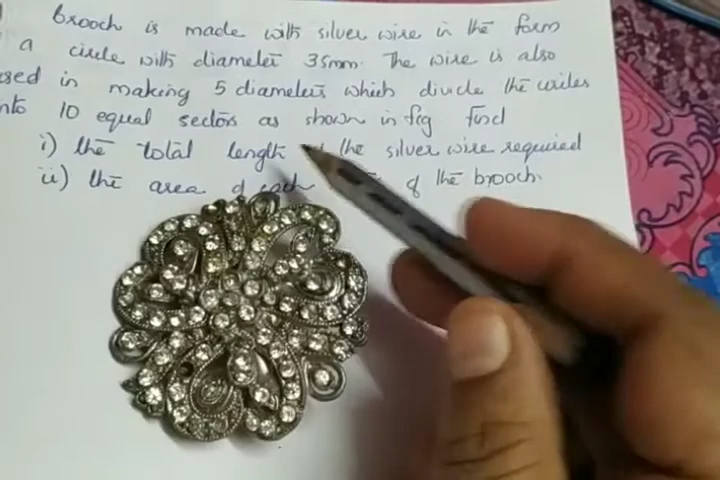 brooch is made with silver wire in the form
a circle with diameter 35mm. The wire is also
used in making 5 diameters which divide the circles
into 10 equal sectors as shown in fig find
i) the total length the silver wire required
ii) the area of each of the brooch.